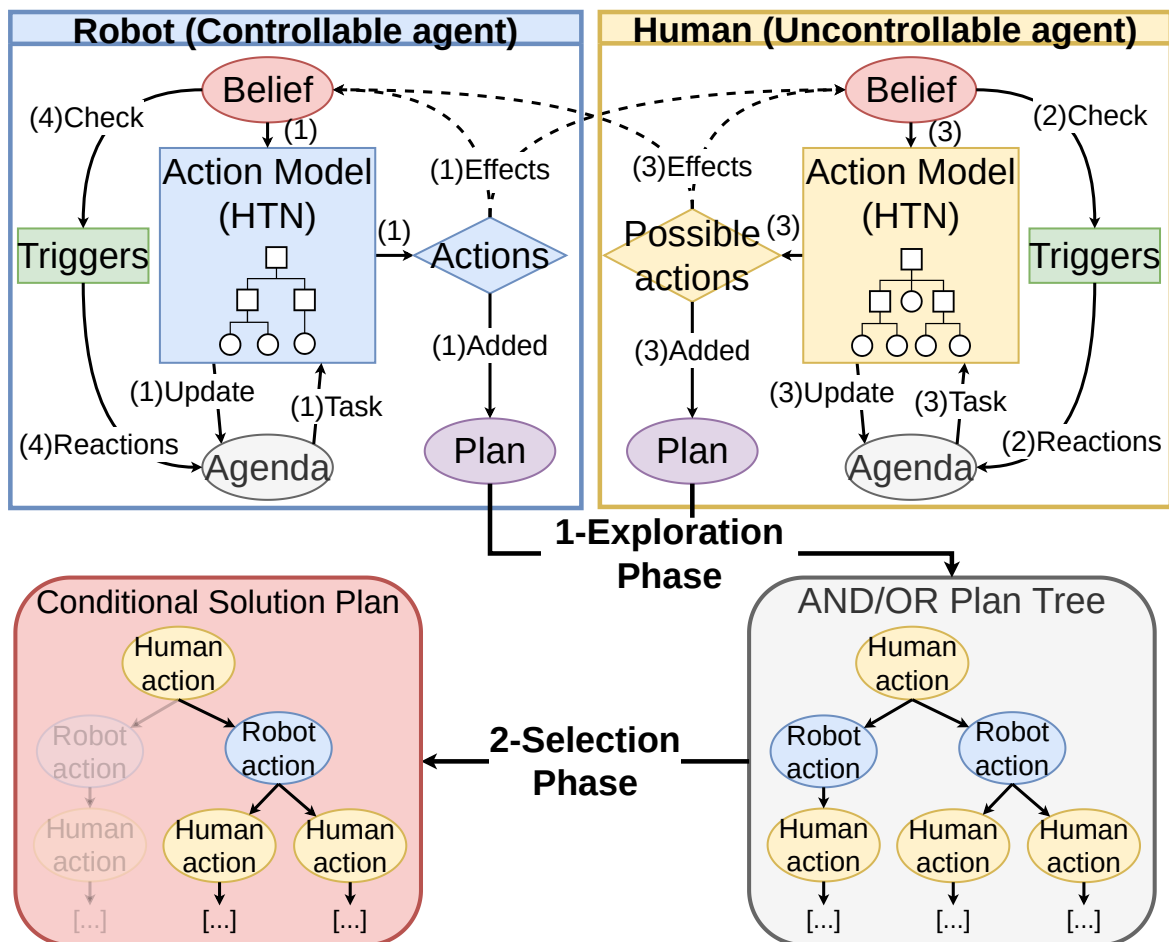 Robot (Controllable agent)
Belief
(4)Check
(1)
Action Model
(HTN)
(1)Effects
Triggers
(1)
Actions
(1)Added
(1)Update
(1)Task
(4)Reactions
Agenda
Plan
Human (Uncontrollable agent)
Belief
(2)Check
(3)
(3)Effects
Action Model
(HTN)
Possible
actions
(3)
Triggers
(3)Added
(3)Update
(3)Task
(2)Reactions
Plan
Agenda
1-Exploration
Phase
Conditional Solution Plan
Human
action
Robot
action
Robot
action
Human
action
Human
action
Human
action
[...]
[...]
[...]
2-Selection
Phase
AND/OR Plan Tree
Human
action
Robot
action
Robot
action
Human
action
Human
action
Human
action
[...]
[...]
[...]